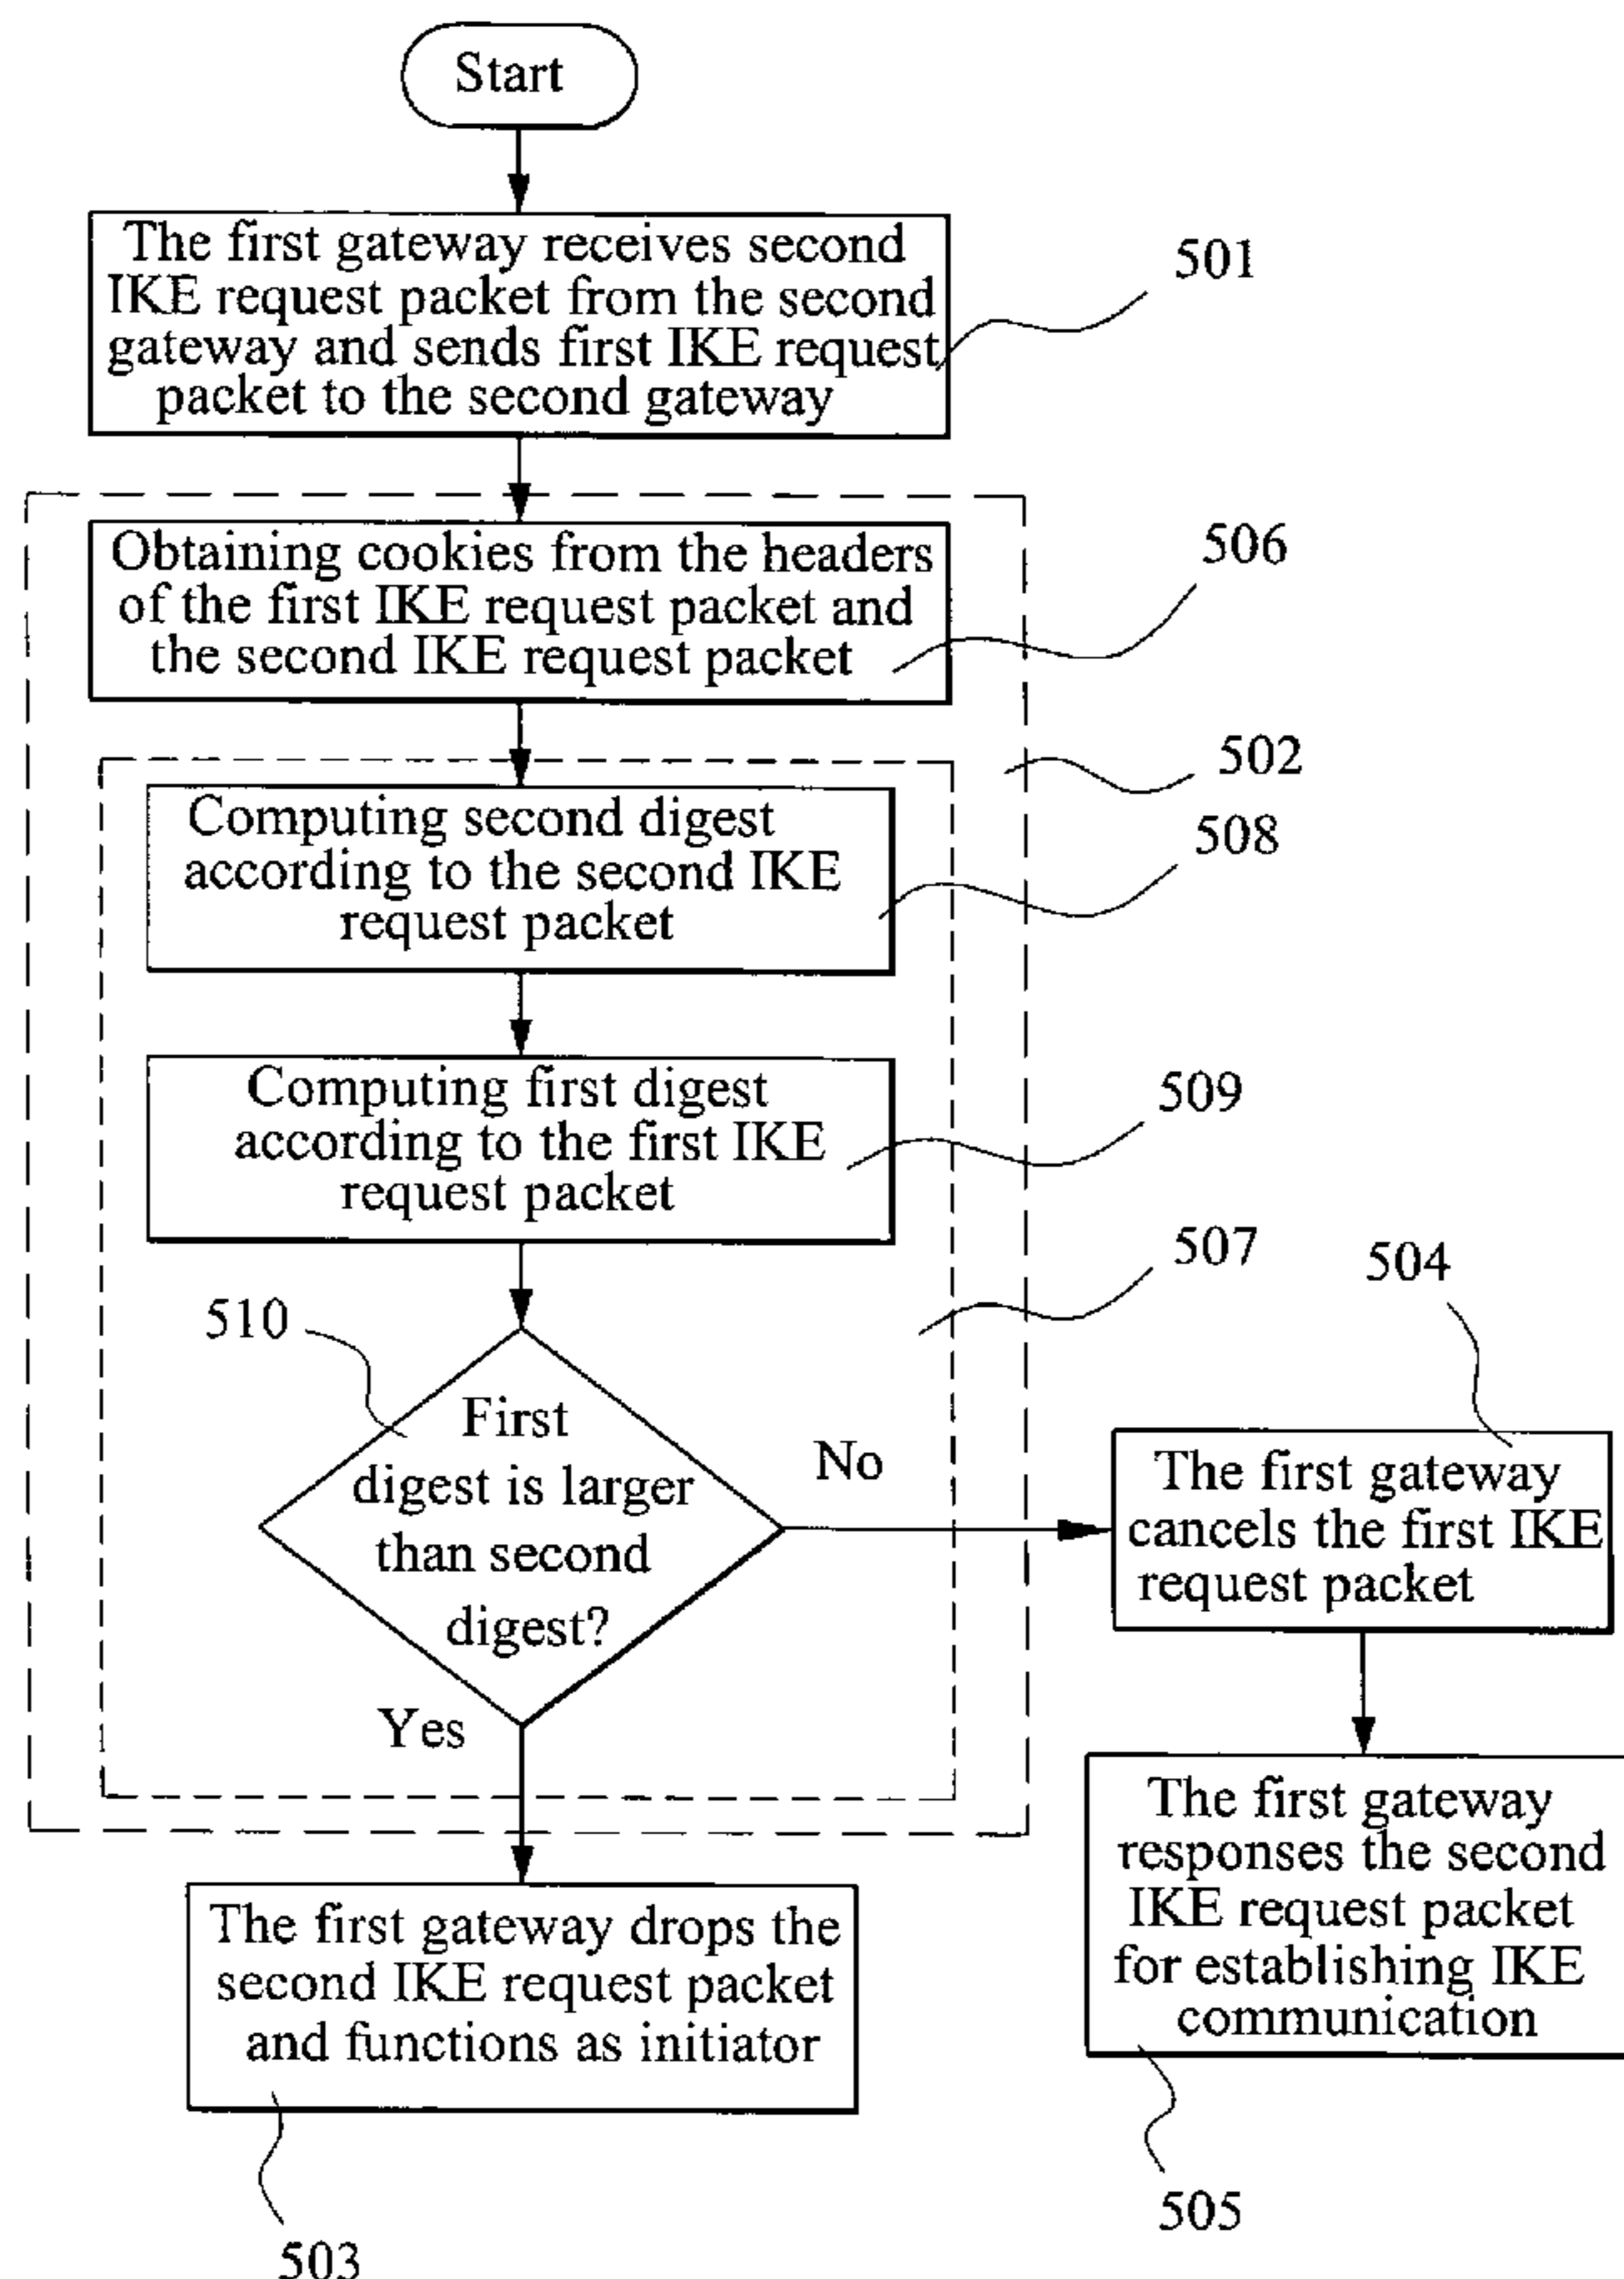 Start
The first gateway receives second
IKE request packet from the second
gateway and sends first IKE request
packet to the second gateway
501
Obtaining cookies from the headers
of the first IKE request packet and
the second IKE request packet
506
502
Computing second digest
according to the second IKE
request packet
508
Computing first digest
according to the first IKE
request packet
509
507
504
510
First
digest is larger
than second
digest?
No
Yes
The first gateway
cancels the first IKE
request packet
The first gateway
responses the second
IKE request packet
for establishing IKE
communication
The first gateway drops the
second IKE request packet
and functions as initiator
505
503